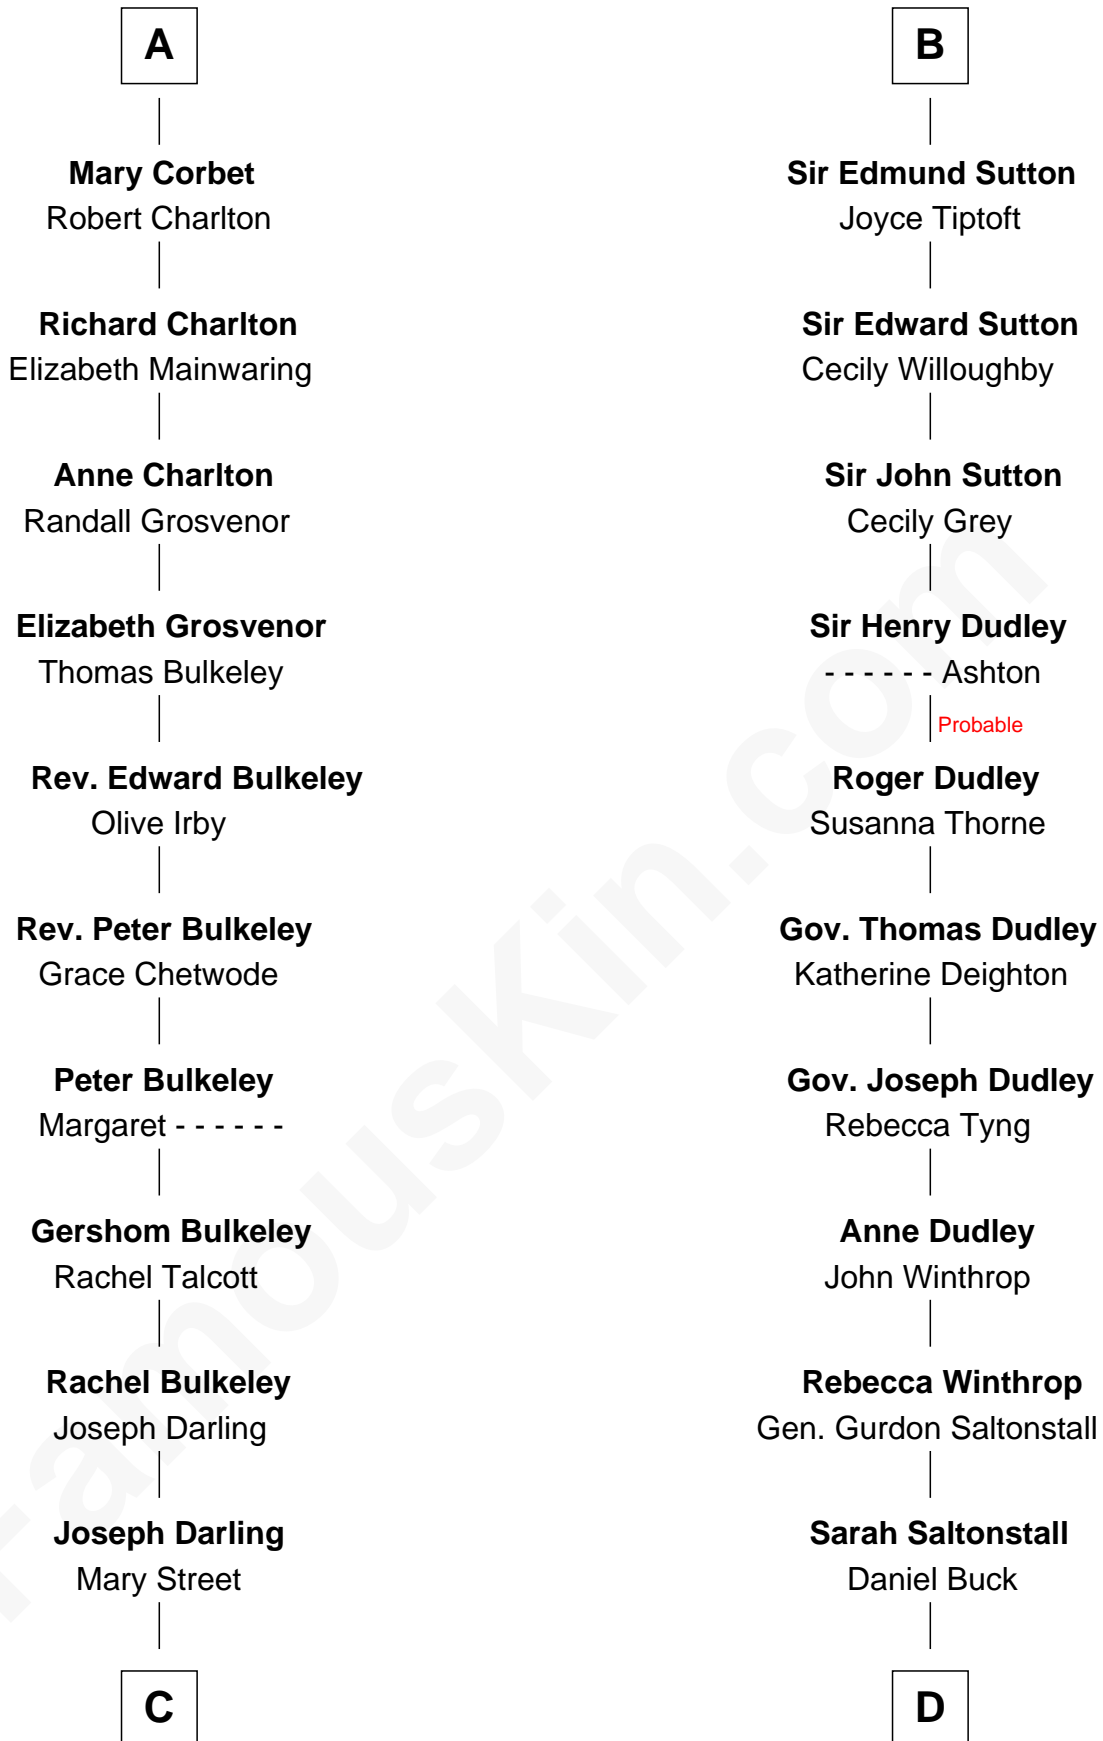 A
Mary Corbet
Robert Charlton
Richard Charlton
Elizabeth Mainwaring
Anne Charlton
Randall Grosvenor
Elizabeth Grosvenor
Thomas Bulkeley
Rev. Edward Bulkeley
Olive Irby
Rev. Peter Bulkeley
Grace Chetwode
Peter Bulkeley
Margaret - - - - - -
Gershom Bulkeley
Rachel Talcott
Rachel Bulkeley
Joseph Darling
Joseph Darling
Mary Street
C
B
Sir Edmund Sutton
Joyce Tiptoft
Sir Edward Sutton
Cecily Willoughby
Sir John Sutton
Cecily Grey
Sir Henry Dudley
- - - - - - Ashton
Probable
Roger Dudley
Susanna Thorne
Gov. Thomas Dudley
Katherine Deighton
Gov. Joseph Dudley
Rebecca Tyng
Anne Dudley
John Winthrop
Rebecca Winthrop
Gen. Gurdon Saltonstall
Sarah Saltonstall
Daniel Buck
D
FamousKin.com